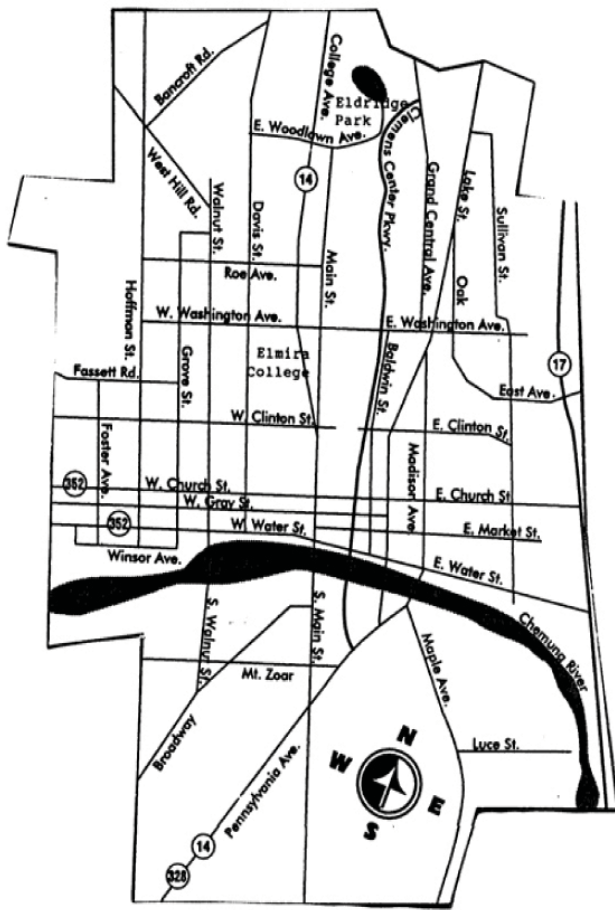 Bancroft Rd.
College Ave.
Eldridge
Park
E. Woodlawn Ave.
Clemens Center Pkwy.
West Hill Rd.
14
Walnut St.
Davis St.
Main St.
Grand Central Ave.
Lake St.
Sullivan St.
Oak
Roe Ave.
Hoffman St.
W. Washington Ave.
E. Washington Ave.
17
Elmira
College
Baldwin St.
Fassett Rd.
Grove St.
East Ave.
W. Clinton St.
E. Clinton St.
Foster Ave.
Madison Ave.
352
W. Church St.
E. Church St
W. Gray St.
352
W. Water St.
E. Market St.
Winsor Ave.
E. Water St.
Chemung River
S. Walnut St.
S. Main St.
Maple Ave.
Mt. Zoar
Broadway
Luce St.
Pennsylvania Ave.
N
W
E
S
14
328